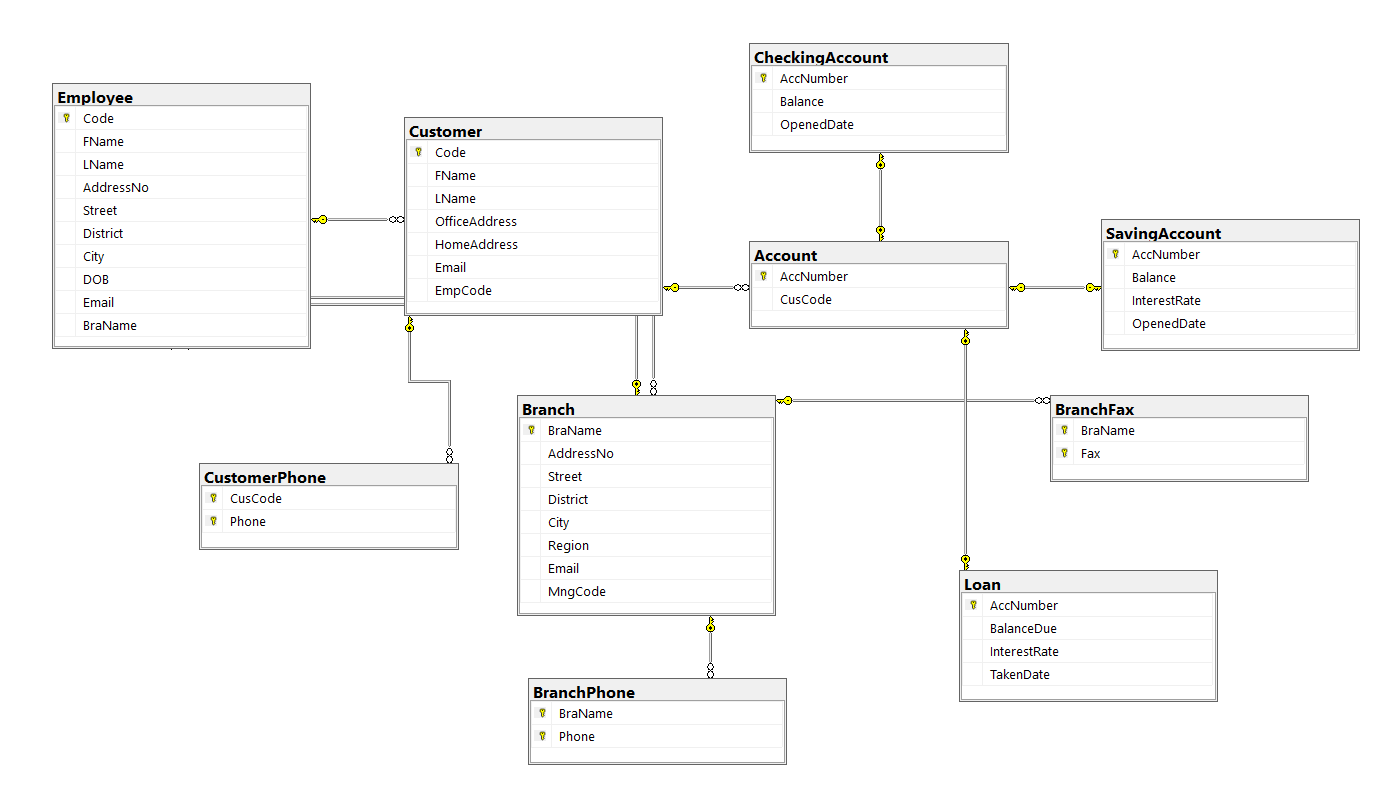 Employee
Code
FName
LName
AddressNo
Street
District
City
DOB
Email
BraName
Customer
Code
FName
LName
OfficeAddress
HomeAddress
Email
EmpCode
CheckingAccount
AccNumber
Balance
OpenedDate
Account
AccNumber
CusCode
SavingAccount
AccNumber
Balance
InterestRate
OpenedDate
CustomerPhone
CusCode
Phone
Branch
BraName
AddressNo
Street
District
City
Region
Email
MngCode
BranchFax
BraName
Fax
Loan
AccNumber
BalanceDue
InterestRate
TakenDate
BranchPhone
BraName
Phone